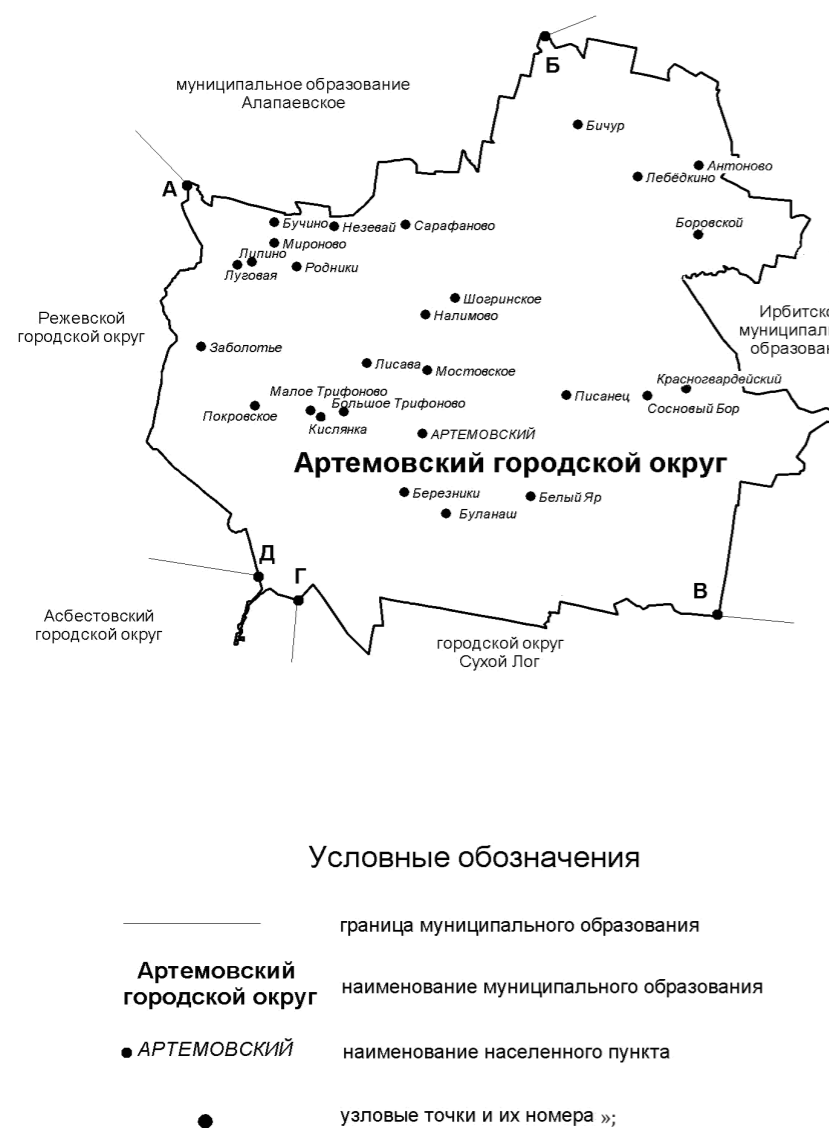 Б
муниципальное образование
Алапаевское
Бичур
Антоново
Лебёдкино
А
Бучино
Незевай
Сарафаново
Боровской
Мироново
Липино
Луговая
Родники
Шогринское
Налимово
Режевской
городской округ
Ирбитско
муниципаль
образован
Заболотье
Лисава
Мостовское
Красногвардейский
Малое Трифоново
Большое Трифоново
Писанец
Сосновый Бор
Покровское
Кислянка
АРТЕМОВСКИЙ
Артемовский городской округ
Березники
Белый Яр
Буланаш
Д
Г
В
Асбестовский
городской округ
городской округ
Сухой Лог
Условные обозначения
граница муниципального образования
Артемовский
городской округ
наименование муниципального образования
АРТЕМОВСКИЙ
наименование населенного пункта
узловые точки и их номера »;